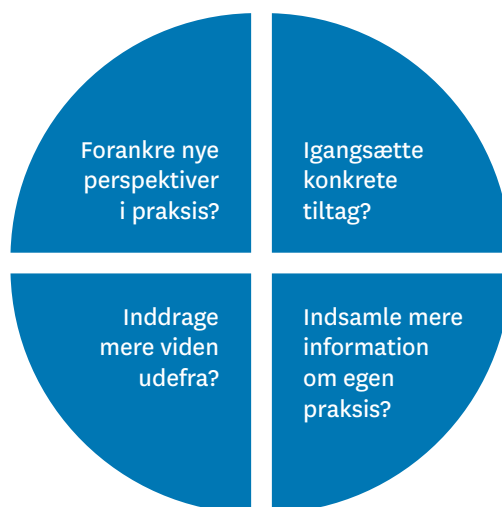 Forankre nye
perspektiver
i praksis?
Igangsætte
konkrete
tiltag?
Inddrage
mere viden
udefra?
Indsamle mere
information
om egen
praksis?